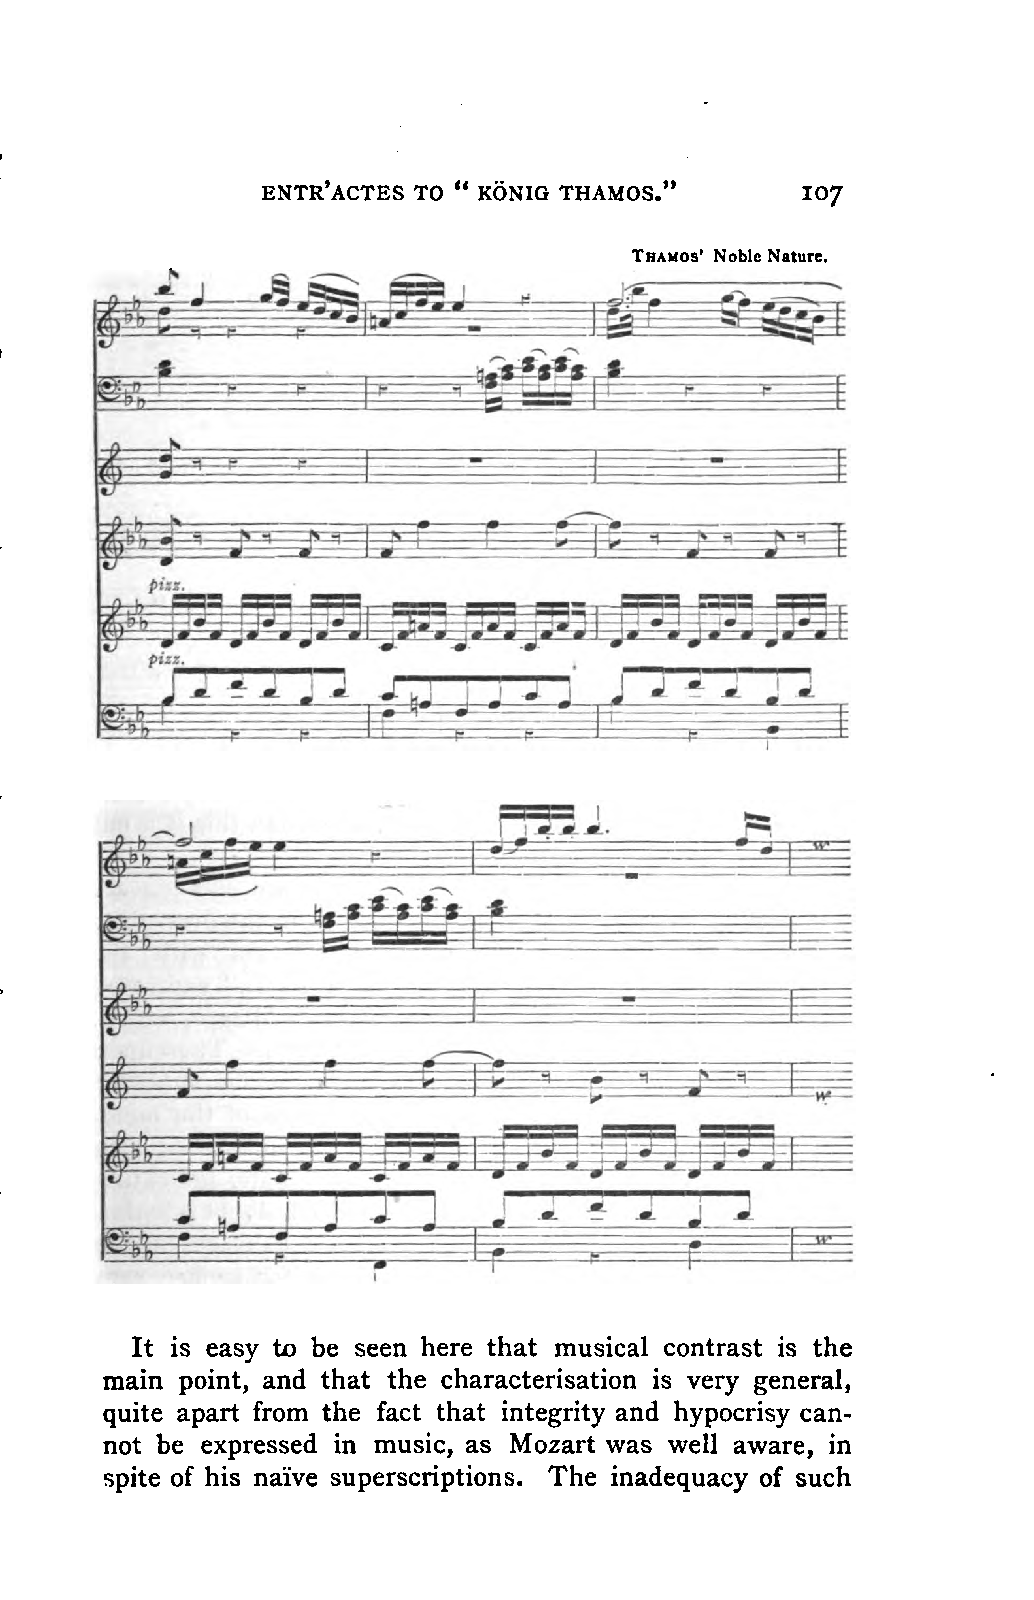 ENTR'ACTES TO “ KÖNIG THAMOS.” 107
THAMOS' Noble Nature.
pizz.
pizz.
It is easy to be seen here that musical contrast is the
main point, and that the characterisation is very general,
quite apart from the fact that integrity and hypocrisy can-
not be expressed in music, as Mozart was well aware, in
spite of his naïve superscriptions. The inadequacy of such